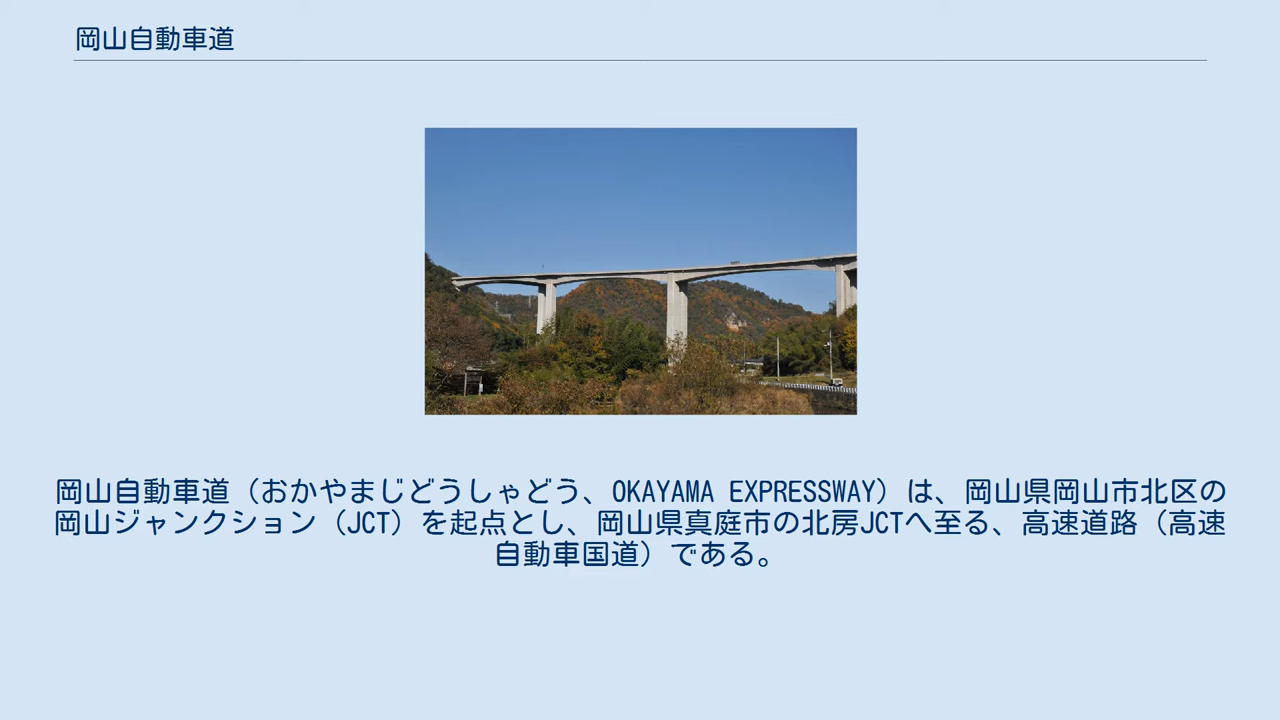 岡山自動車道
岡山自動車道（おかやまじどうしゃどう、OKAYAMA EXPRESSWAY）は、岡山県岡山市北区の
岡山ジャンクション（JCT）を起点とし、岡山県真庭市の北房JCTへ至る、高速道路（高速
自動車国道）である。